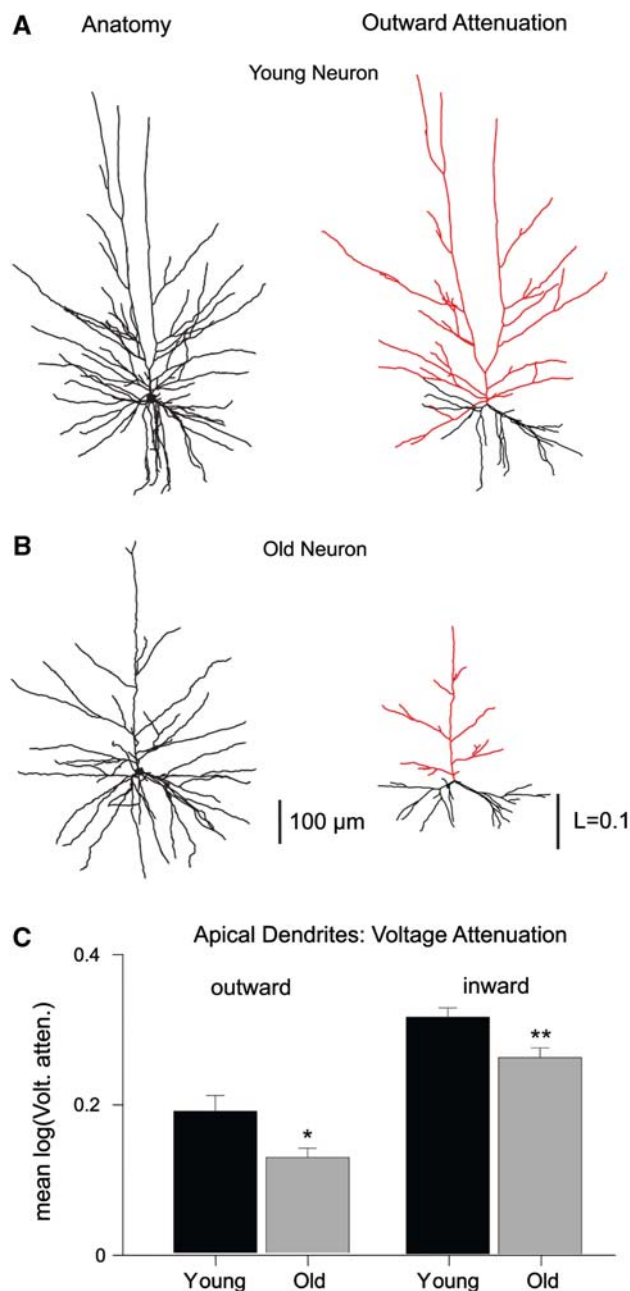 A Anatomy Outward Attenuation
Young Neuron
B Old Neuron
100 µm
L=0.1
C Apical Dendrites: Voltage Attenuation
0.4
outward inward
**
*
0.2
mean log(Volt. atten.)
0
Young Old Young Old